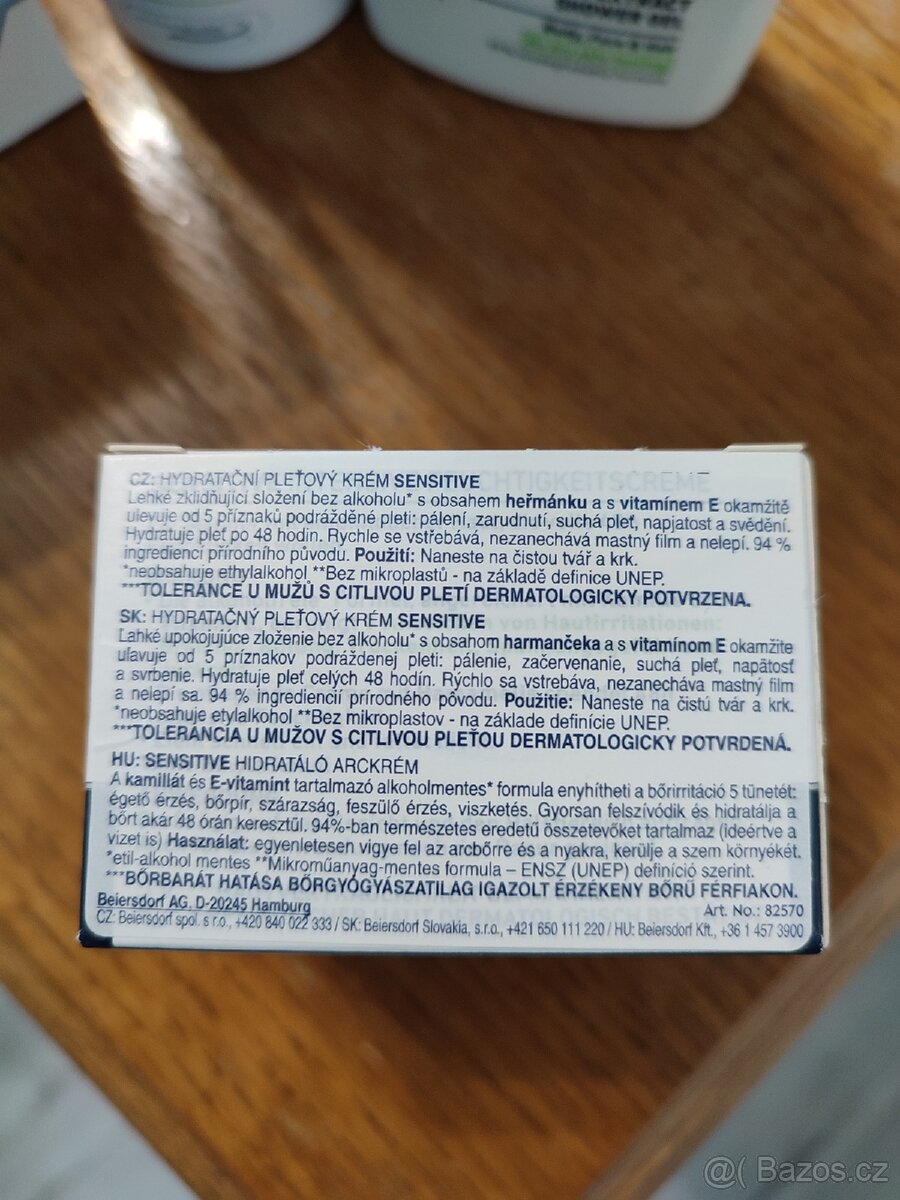 EXTRACT
SHOWER GEL
Body, Face & Hair
CZ: HYDRATAČNÍ PLEŤOVÝ KRÉM SENSITIVE
Lehké zklidňující složení bez alkoholu* s obsahem heřmánku a s vitamínem E okamžitě
ulevuje od 5 příznaků podrážděné pleti: pálení, zarudnutí, suchá pleť, napjatost a svědění.
Hydratuje pleť po 48 hodin. Rychle se vstřebává, nezanechává mastný film a nelepí. 94 %
ingrediencí přírodního původu. Použití: Naneste na čistou tvář a krk.
*neobsahuje ethylalkohol **Bez mikroplastů - na základě definice UNEP.
***TOLERANCE U MUŽŮ S CITLIVOU PLETÍ DERMATOLOGICKY POTVRZENA.
SK: HYDRATAČNÝ PLEŤOVÝ KRÉM SENSITIVE
Ľahké upokojujúce zloženie bez alkoholu* s obsahom harmančeka a s vitamínom E okamžite
uľavuje od 5 príznakov podráždenej pleti: pálenie, začervenanie, suchá pleť, napätosť
a svrbenie. Hydratuje pleť celých 48 hodín. Rýchlo sa vstrebáva, nezanecháva mastný film
a nelepí sa. 94 % ingrediencií prírodného pôvodu. Použitie: Naneste na čistú tvár a krk.
*neobsahuje etylalkohol **Bez mikroplastov - na základe definície UNEP.
***TOLERANCIA U MUŽOV S CITLIVOU PLEŤOU DERMATOLOGICKY POTVRDENÁ.
HU: SENSITIVE HIDRATÁLÓ ARCKRÉM
A kamillát és E-vitamint tartalmazó alkoholmentes* formula enyhítheti a bőrirritáció 5 tünetét:
égető érzés, bőrpír, szárazság, feszülő érzés, viszketés. Gyorsan felszívódik és hidratálja a
bőrt akár 48 órán keresztül. 94%-ban természetes eredetű összetevőket tartalmaz (ideértve a
vizet is) Használat: egyenletesen vigye fel az arcbőrre és a nyakra, kerülje a szem környékét.
*etil-alkohol mentes **Mikroműanyag-mentes formula – ENSZ (UNEP) definíció szerint.
***BŐRBARÁT HATÁSA BŐRGYÓGYÁSZATILAG IGAZOLT ÉRZÉKENY BŐRŰ FÉRFIAKON.
Beiersdorf AG, D-20245 Hamburg
Art. No.: 82570
CZ: Beiersdorf spol. s r.o., +420 840 022 333 / SK: Beiersdorf Slovakia, s.r.o., +421 650 111 220 / HU: Beiersdorf Kft., +36 1 457 3900
@( Bazos.cz